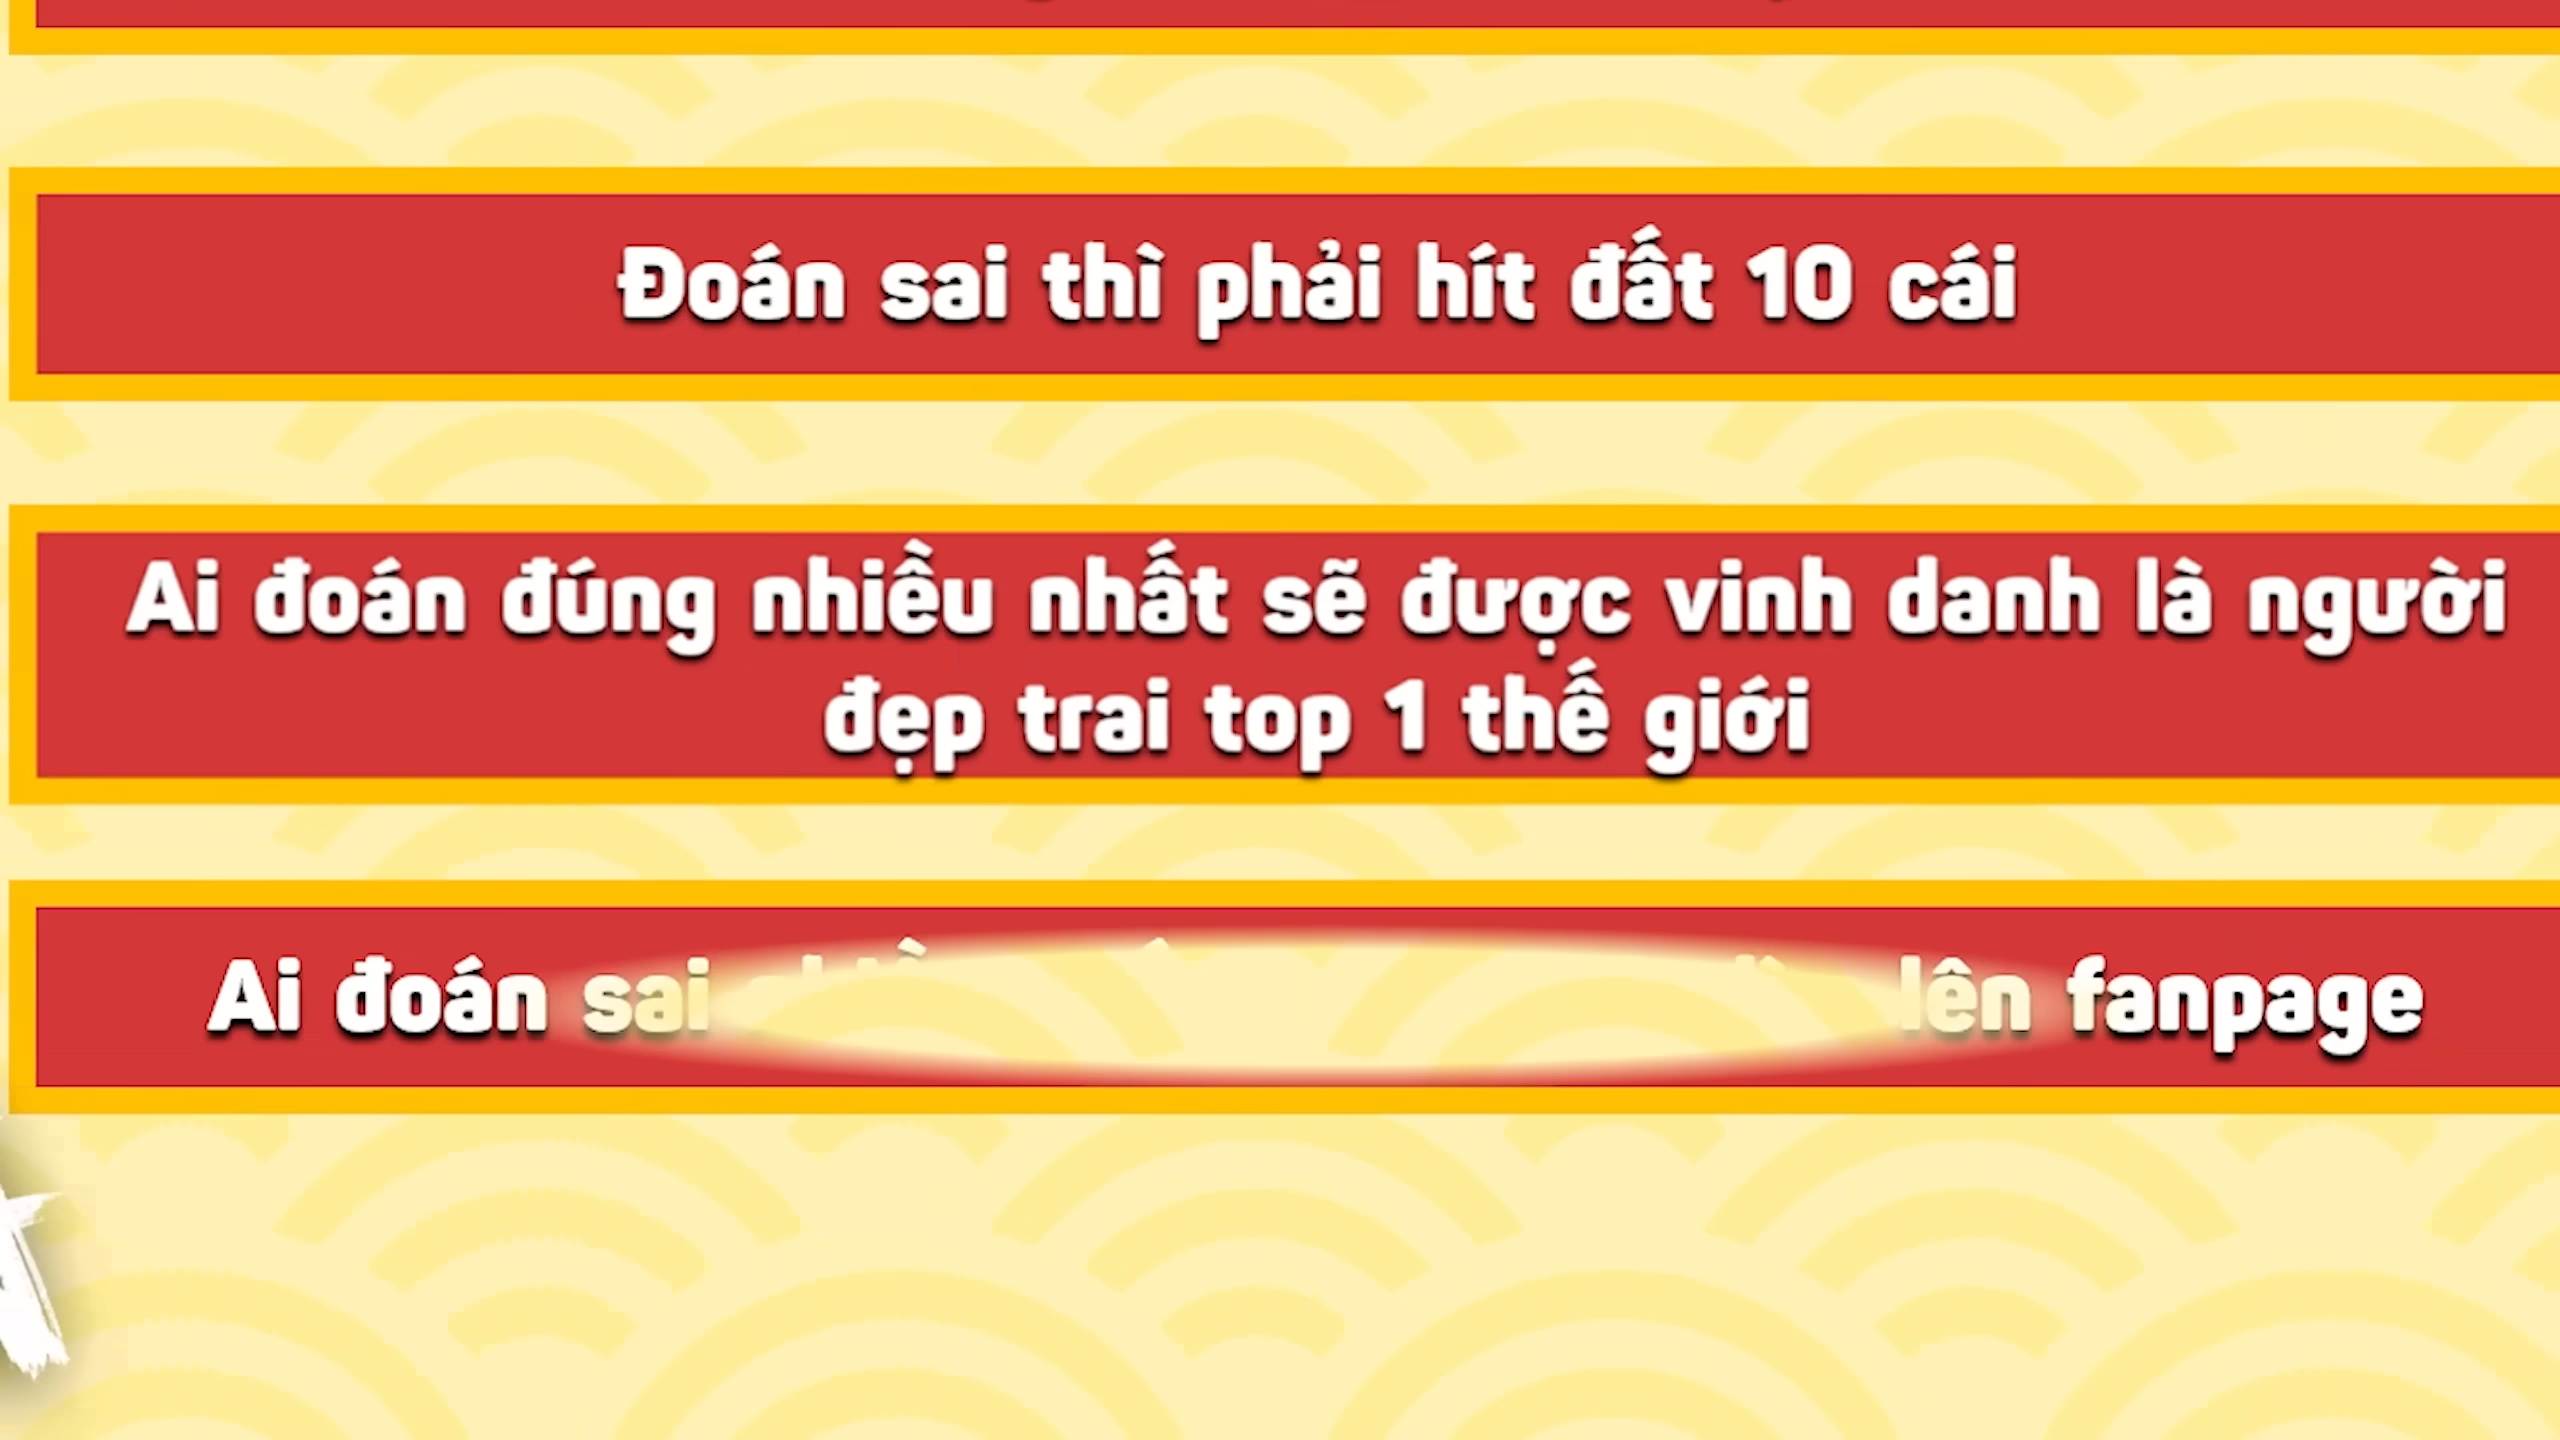 Đoán sai thì phải hít đất 10 cái
Ai đoán đúng nhiều nhất sẽ được vinh danh là người
đẹp trai top 1 thế giới
Ai đoán sai lên fanpage